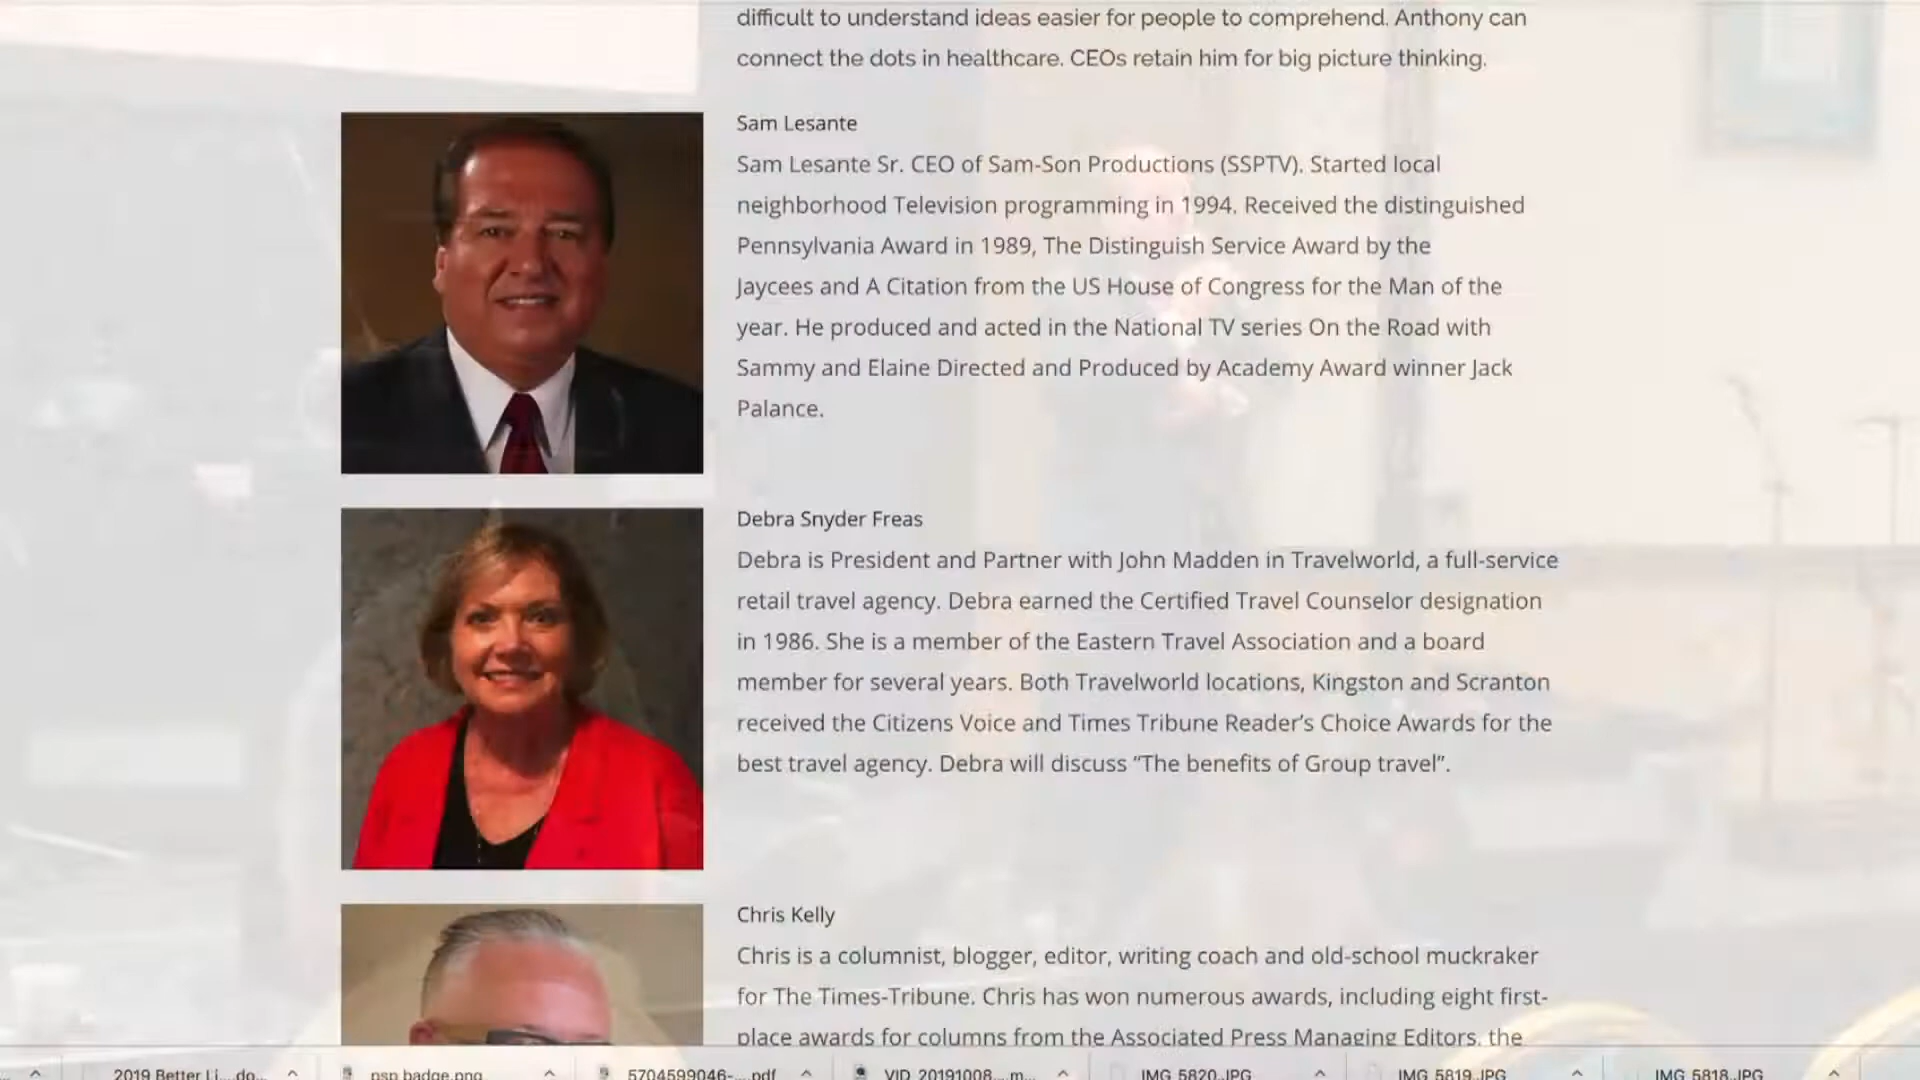 difficult to understand ideas easier for people to comprehend. Anthony can
connect the dots in healthcare. CEOs retain him for big picture thinking.
Sam Lesante
Sam Lesante Sr. CEO of Sam-Son Productions (SSPTV). Started local
neighborhood Television programming in 1994. Received the distinguished
Pennsylvania Award in 1989, The Distinguish Service Award by the
Jaycees and A Citation from the US House of Congress for the Man of the
year. He produced and acted in the National TV series On the Road with
Sammy and Elaine Directed and Produced by Academy Award winner Jack
Palance.
Debra Snyder Freas
Debra is President and Partner with John Madden in Travelworld, a full-service
retail travel agency. Debra earned the Certified Travel Counselor designation
in 1986. She is a member of the Eastern Travel Association and a board
member for several years. Both Travelworld locations, Kingston and Scranton
received the Citizens Voice and Times Tribune Reader’s Choice Awards for the
best travel agency. Debra will discuss “The benefits of Group travel”.
Chris Kelly
Chris is a columnist, blogger, editor, writing coach and old-school muckraker
for The Times-Tribune. Chris has won numerous awards, including eight first-
place awards for columns from the Associated Press Managing Editors, the
2019 Better Li....do... psp badge.png 5704599046-....pdf VID_20191008....m... IMG_5820.JPG IMG_5819.JPG IMG_5818.JPG